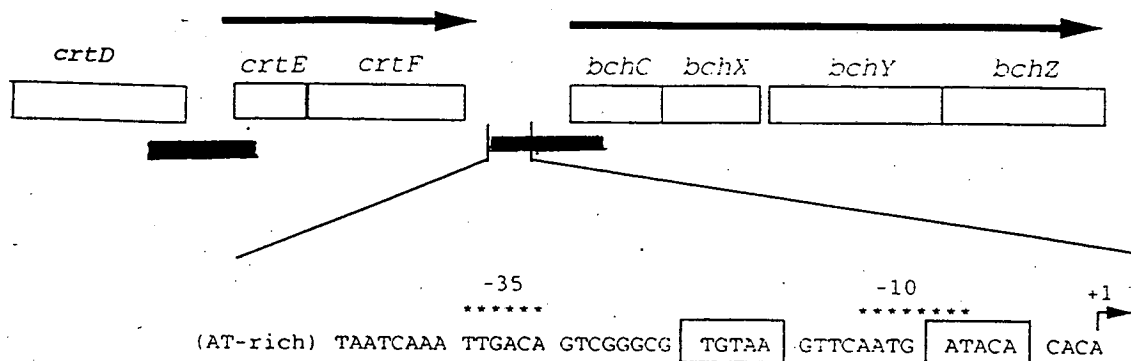 crtD crtE crtF bchC bchX bchY bchZ
-35 -10 +1
****** ********
(AT-rich) TAATCAAA TTGACA GTCGGGCG TGTAA GTTCAATG ATACA CACA